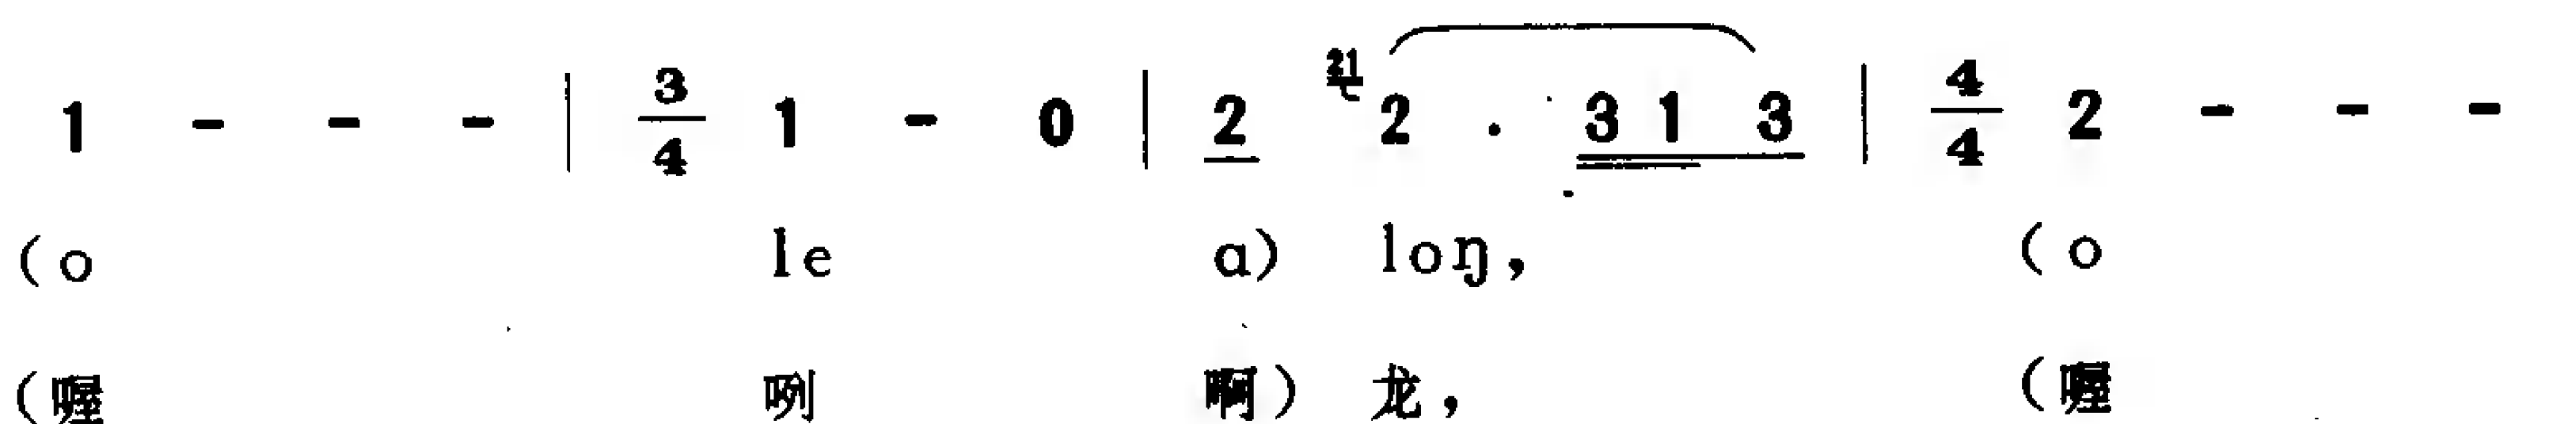 1 - - - | 3/4 1 - 0 | 2 21 2 · 3 1 3 | 4/4 2 - - -
(o le ɑ) loŋ, (o
(喔 咧 啊) 龙, (喔